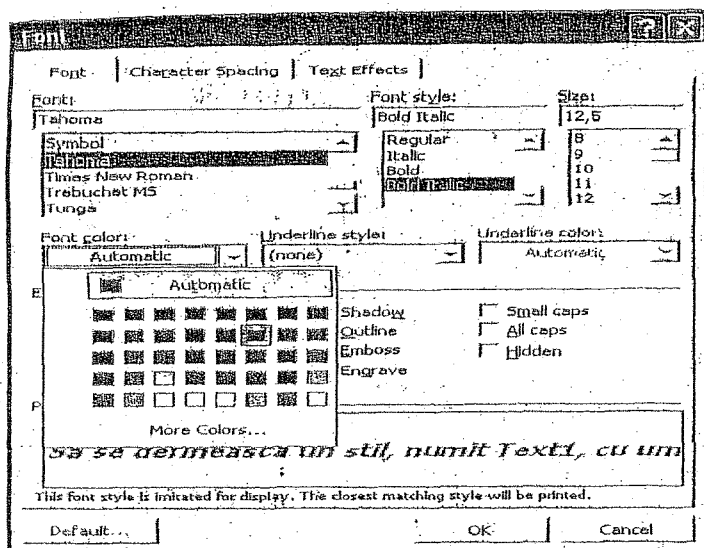 Font
Font Character Spacing Text Effects
Font: Font style: Size:
Tahoma Bold Italic 12,5
Symbol Regular 8
Tahoma Italic 9
Times New Roman Bold 10
Trebuchet MS Bold Italic 11
Tunga 12
Font color: Underline style: Underline color:
Automatic (none) Automatic
Automatic
Shadow Small caps
Outline All caps
Emboss Hidden
Engrave
More Colors...
Sa se defineasca un stil, numit Text1, cu urm
This font style is imitated for display. The closest matching style will be printed.
Default... OK Cancel